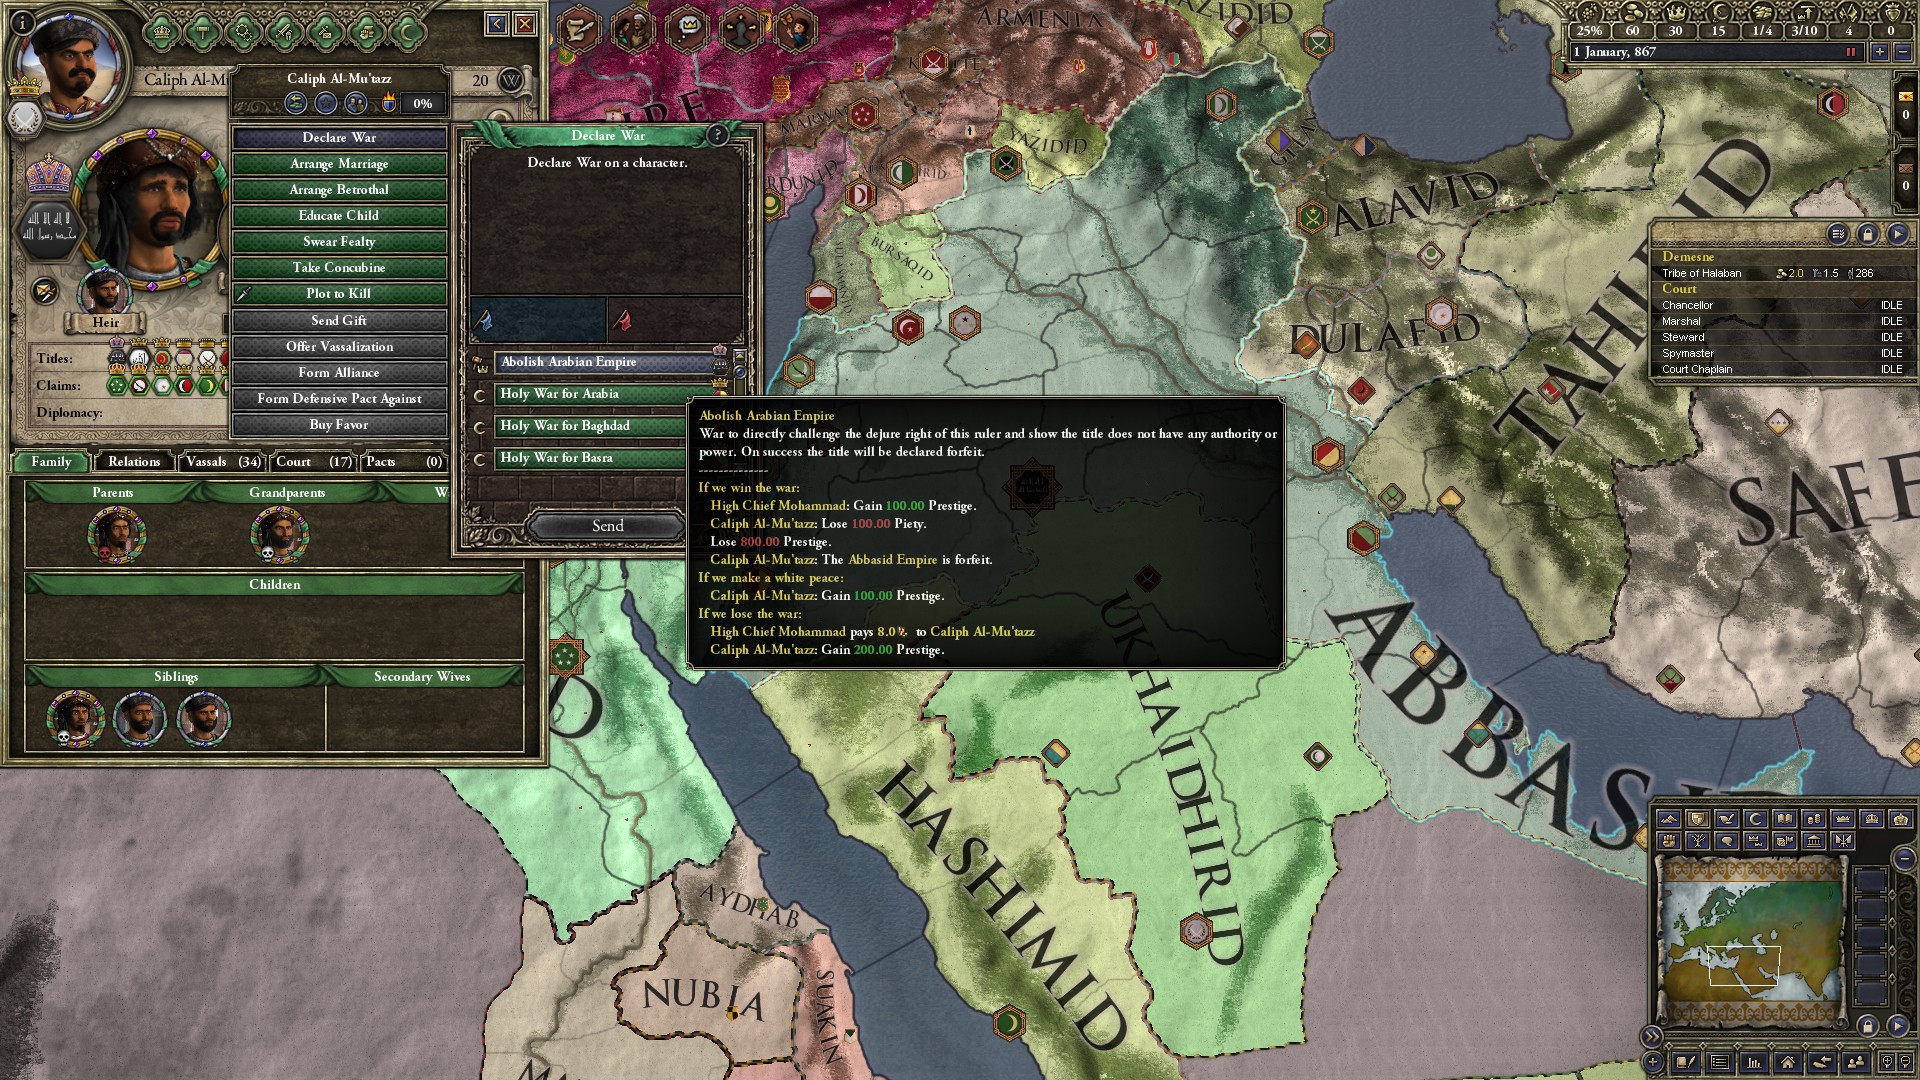 Caliph Al-Mu
20
Caliph Al-Mu'tazz
0%
Declare War
Arrange Marriage
Arrange Betrothal
Educate Child
Swear Fealty
Take Concubine
Plot to Kill
Send Gift
Offer Vassalization
Form Alliance
Form Defensive Pact Against
Buy Favor
Heir
Titles:
Claims:
Diplomacy:
Family
Relations
Vassals (34)
Court (17)
Pacts (0)
Parents
Grandparents
W
Children
Siblings
Secondary Wives
Declare War
?
Declare War on a character.
Abolish Arabian Empire
Holy War for Arabia
Holy War for Baghdad
Holy War for Basra
Send
Abolish Arabian Empire
War to directly challenge the dejure right of this ruler and show the title does not have any authority or
power. On success the title will be declared forfeit.
--------------
If we win the war:
High Chief Mohammad: Gain 100.00 Prestige.
Caliph Al-Mu'tazz: Lose 100.00 Piety.
Lose 800.00 Prestige.
Caliph Al-Mu'tazz: The Abbasid Empire is forfeit.
If we make a white peace:
Caliph Al-Mu'tazz: Gain 100.00 Prestige.
If we lose the war:
High Chief Mohammad pays 8.0 to Caliph Al-Mu'tazz
Caliph Al-Mu'tazz: Gain 200.00 Prestige.
25% 60 30 15 1/4 3/10 4 0
1 January, 867
0
0
Demesne
Tribe of Halaban 2.0 1.5 286
Court
Chancellor IDLE
Marshal IDLE
Steward IDLE
Spymaster IDLE
Court Chaplain IDLE
ARMENIA
YAZIDID
YAZIDID
BURSAQID
ALAVID
DULAFID
TAHIRID
SAFF
UKHAIDHIRID
HASHIMID
ABBAS
AYDHAB
NUBIA
SUAKIN